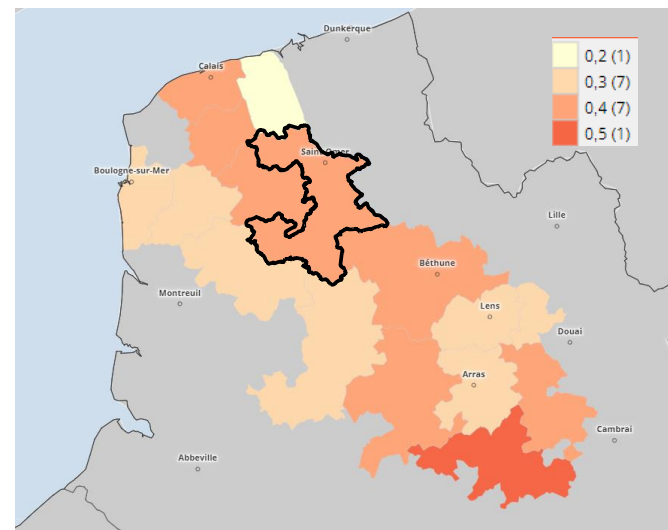 Dunkerque
Calais
0,2 (1)
0,3 (7)
0,4 (7)
0,5 (1)
Saint-Omer
Boulogne-sur-Mer
Lille
Béthune
Montreuil
Lens
Douai
Arras
Cambrai
Abbeville